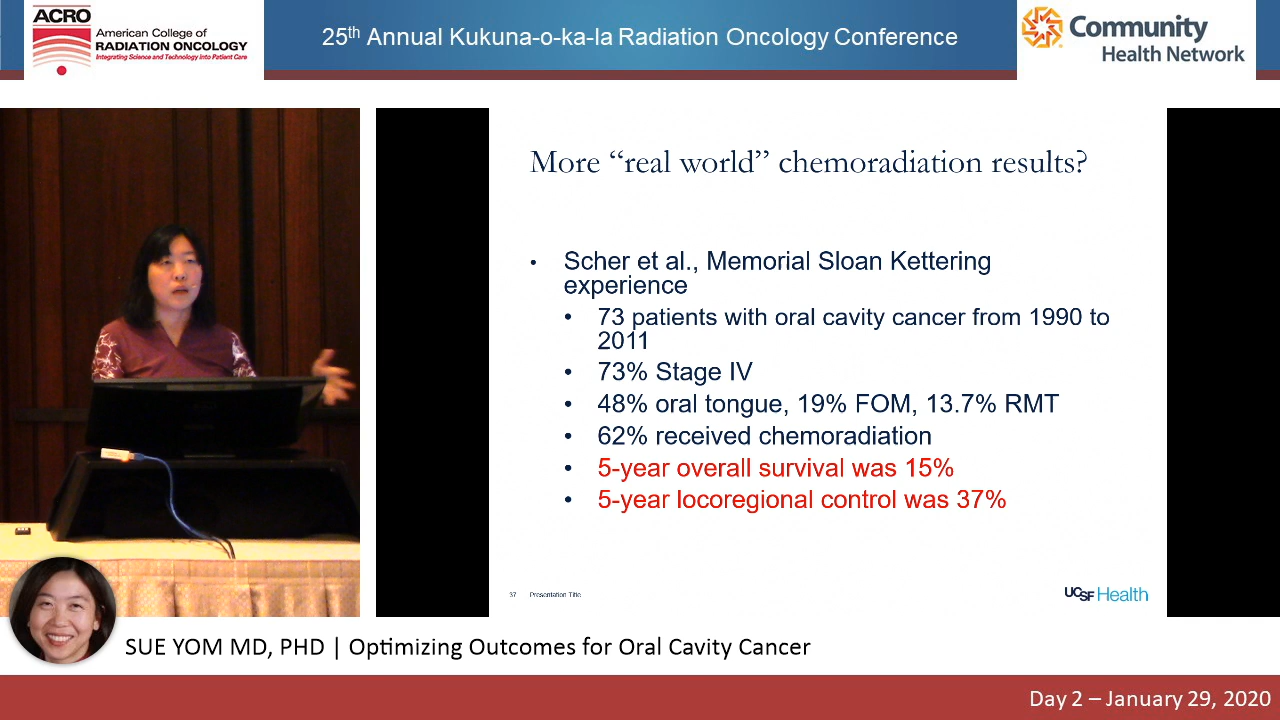 ACRO
American College of
RADIATION ONCOLOGY
Integrating Science and Technology Into Patient Care
25th Annual Kukuna-o-ka-la Radiation Oncology Conference
Community
Health Network
More “real world” chemoradiation results?
• Scher et al., Memorial Sloan Kettering
experience
• 73 patients with oral cavity cancer from 1990 to
2011
• 73% Stage IV
• 48% oral tongue, 19% FOM, 13.7% RMT
• 62% received chemoradiation
• 5-year overall survival was 15%
• 5-year locoregional control was 37%
37 Presentation Title
UCSF Health
SUE YOM MD, PHD | Optimizing Outcomes for Oral Cavity Cancer
Day 2 – January 29, 2020